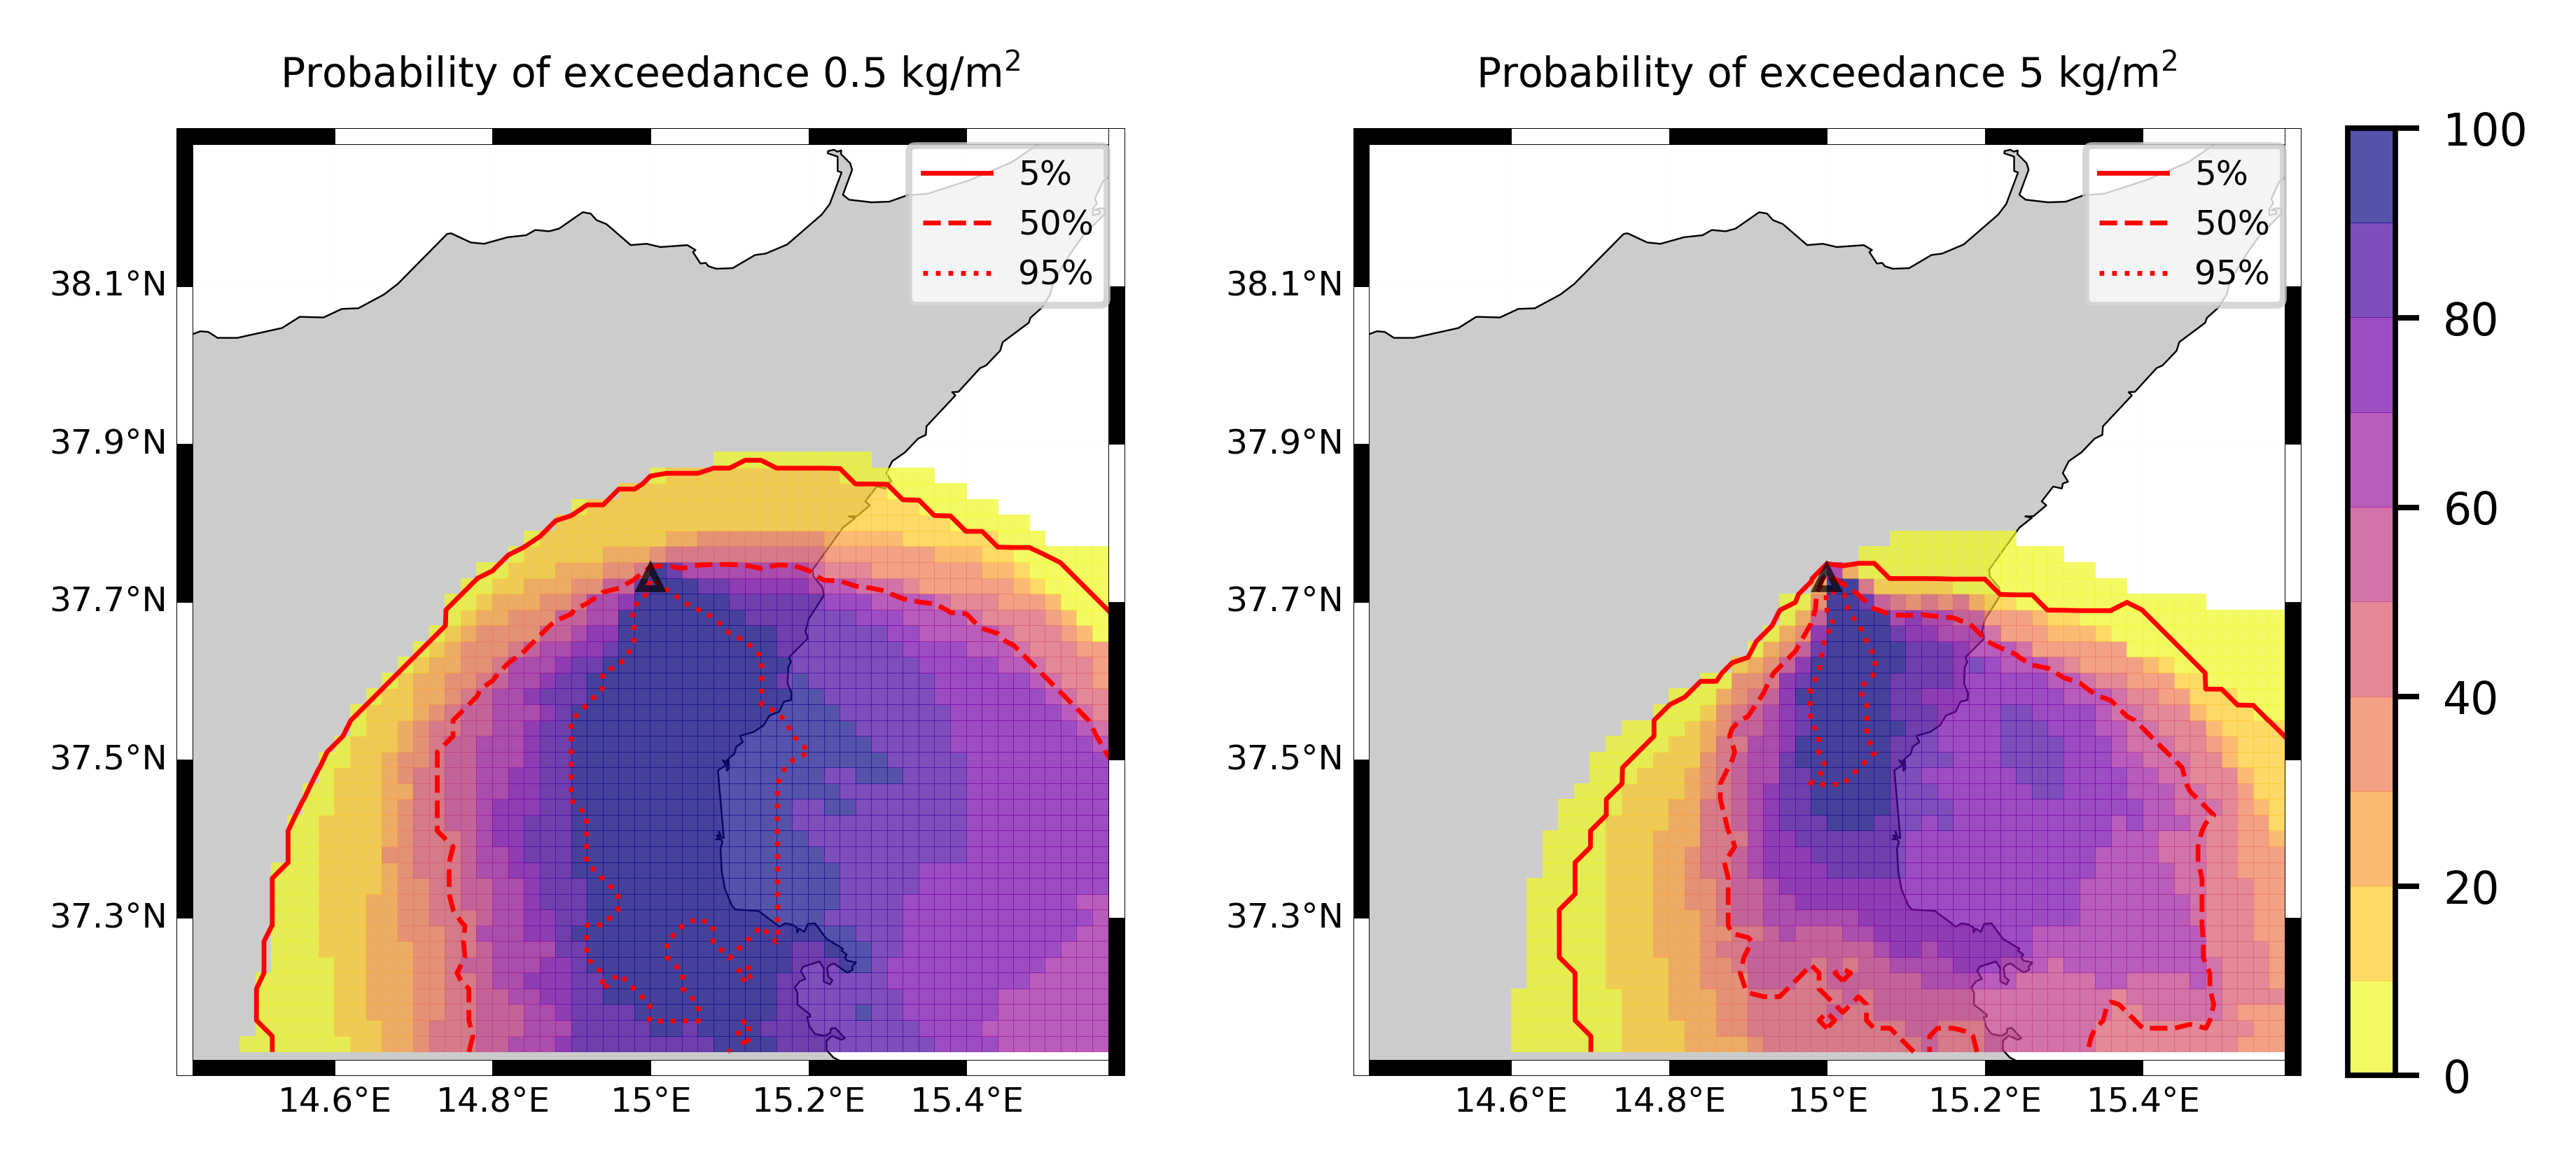 Probability of exceedance 0.5 kg/m²
5%
50%
95%
38.1°N
37.9°N
37.7°N
37.5°N
37.3°N
14.6°E
14.8°E
15°E
15.2°E
15.4°E
Probability of exceedance 5 kg/m²
5%
50%
95%
38.1°N
37.9°N
37.7°N
37.5°N
37.3°N
14.6°E
14.8°E
15°E
15.2°E
15.4°E
100
80
60
40
20
0